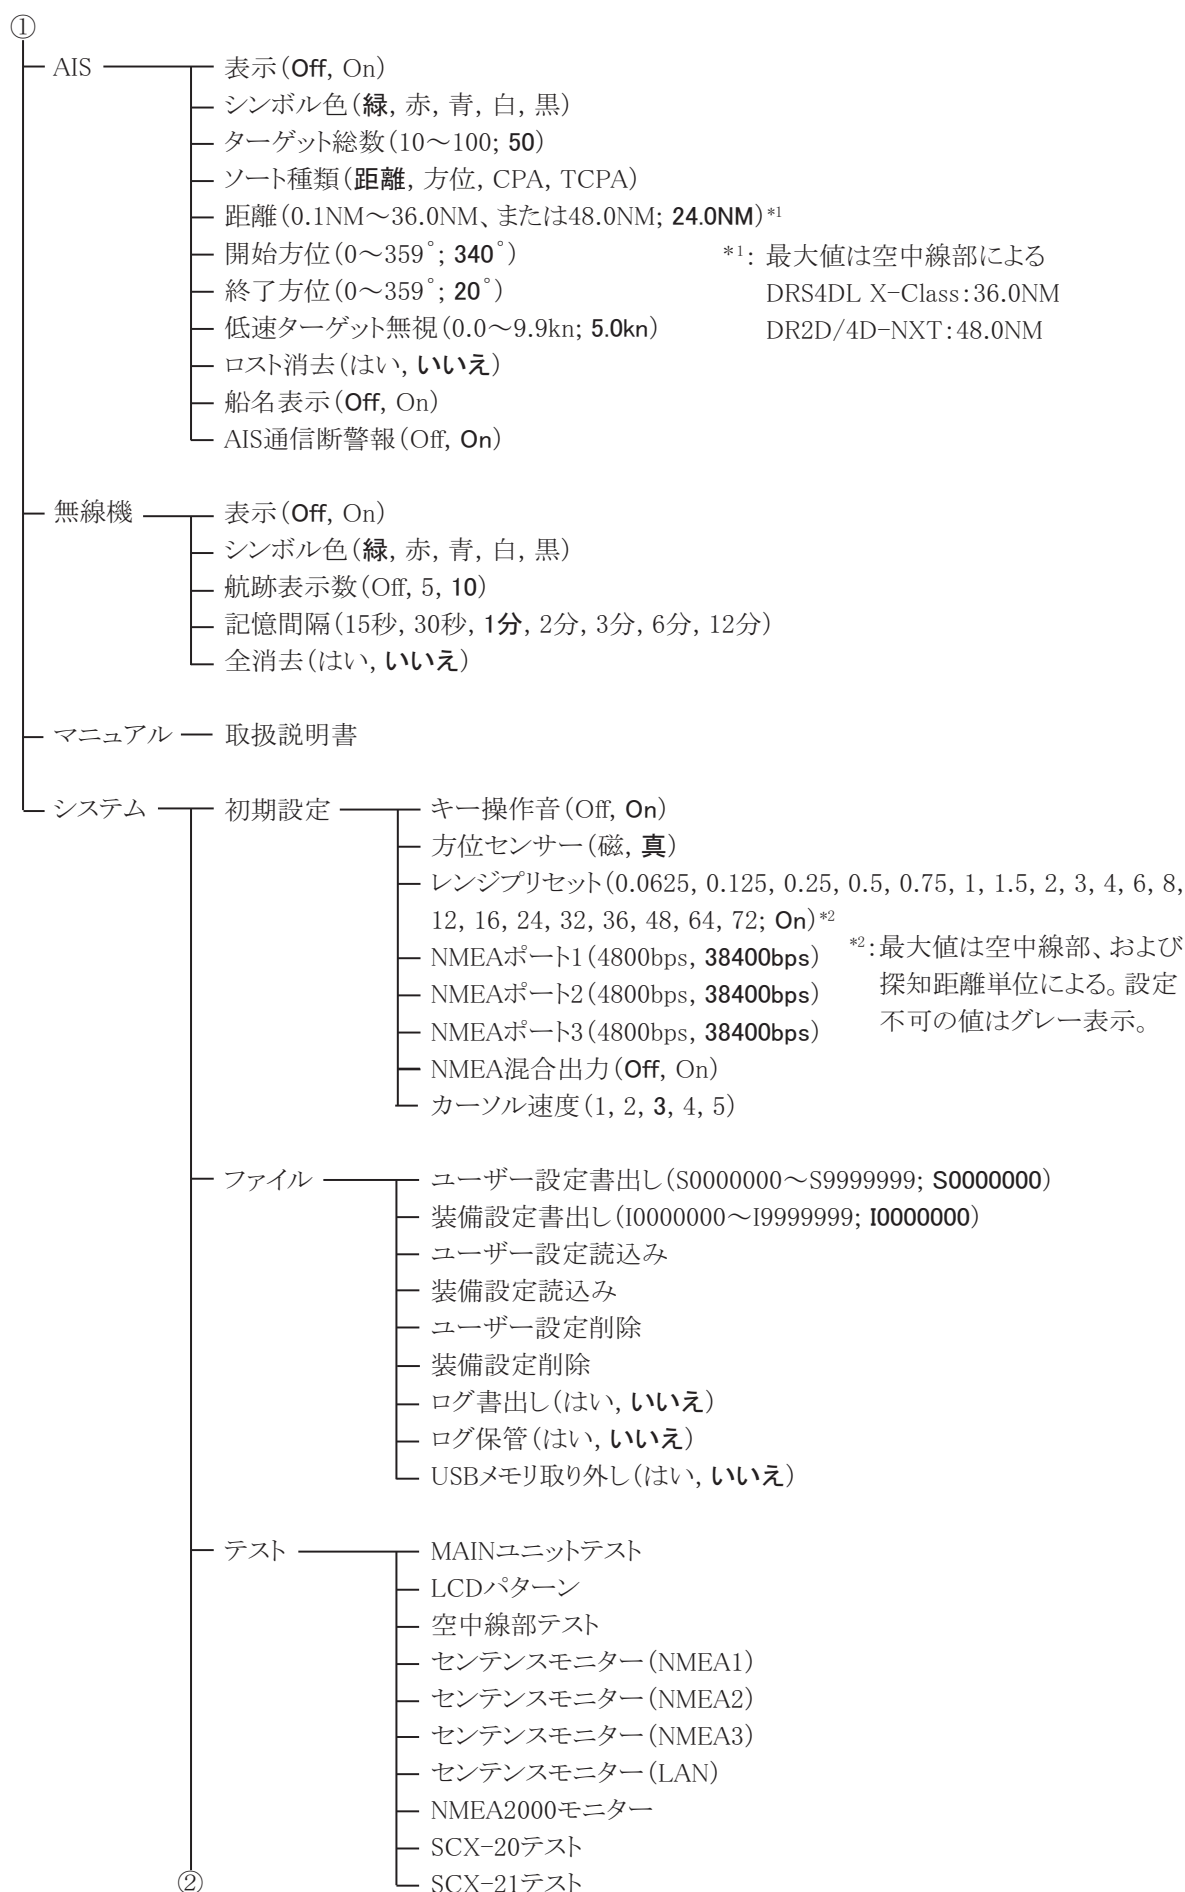 ①
AIS 表示(Off, On)
シンボル色(緑, 赤, 青, 白, 黒)
ターゲット総数(10～100; 50)
ソート種類(距離, 方位, CPA, TCPA)
距離(0.1NM～36.0NM、または48.0NM; 24.0NM)*1
開始方位(0～359°; 340°)
*1: 最大値は空中線部による
終了方位(0～359°; 20°)
DRS4DL X-Class:36.0NM
低速ターゲット無視(0.0～9.9kn; 5.0kn)
DR2D/4D-NXT:48.0NM
ロスト消去(はい, いいえ)
船名表示(Off, On)
AIS通信断警報(Off, On)
無線機 表示(Off, On)
シンボル色(緑, 赤, 青, 白, 黒)
航跡表示数(Off, 5, 10)
記憶間隔(15秒, 30秒, 1分, 2分, 3分, 6分, 12分)
全消去(はい, いいえ)
マニュアル 取扱説明書
システム 初期設定 キー操作音(Off, On)
方位センサー(磁, 真)
レンジプリセット(0.0625, 0.125, 0.25, 0.5, 0.75, 1, 1.5, 2, 3, 4, 6, 8,
12, 16, 24, 32, 36, 48, 64, 72; On)*2
NMEAポート1(4800bps, 38400bps)
*2:最大値は空中線部、および
NMEAポート2(4800bps, 38400bps)
探知距離単位による。設定
NMEAポート3(4800bps, 38400bps)
不可の値はグレー表示。
NMEA混合出力(Off, On)
カーソル速度(1, 2, 3, 4, 5)
ファイル ユーザー設定書出し(S0000000～S9999999; S0000000)
装備設定書出し(I0000000～I9999999; I0000000)
ユーザー設定読込み
装備設定読込み
ユーザー設定削除
装備設定削除
ログ書出し(はい, いいえ)
ログ保管(はい, いいえ)
USBメモリ取り外し(はい, いいえ)
テスト MAINユニットテスト
LCDパターン
空中線部テスト
センテンスモニター(NMEA1)
センテンスモニター(NMEA2)
センテンスモニター(NMEA3)
センテンスモニター(LAN)
NMEA2000モニター
SCX-20テスト
② SCX-21テスト